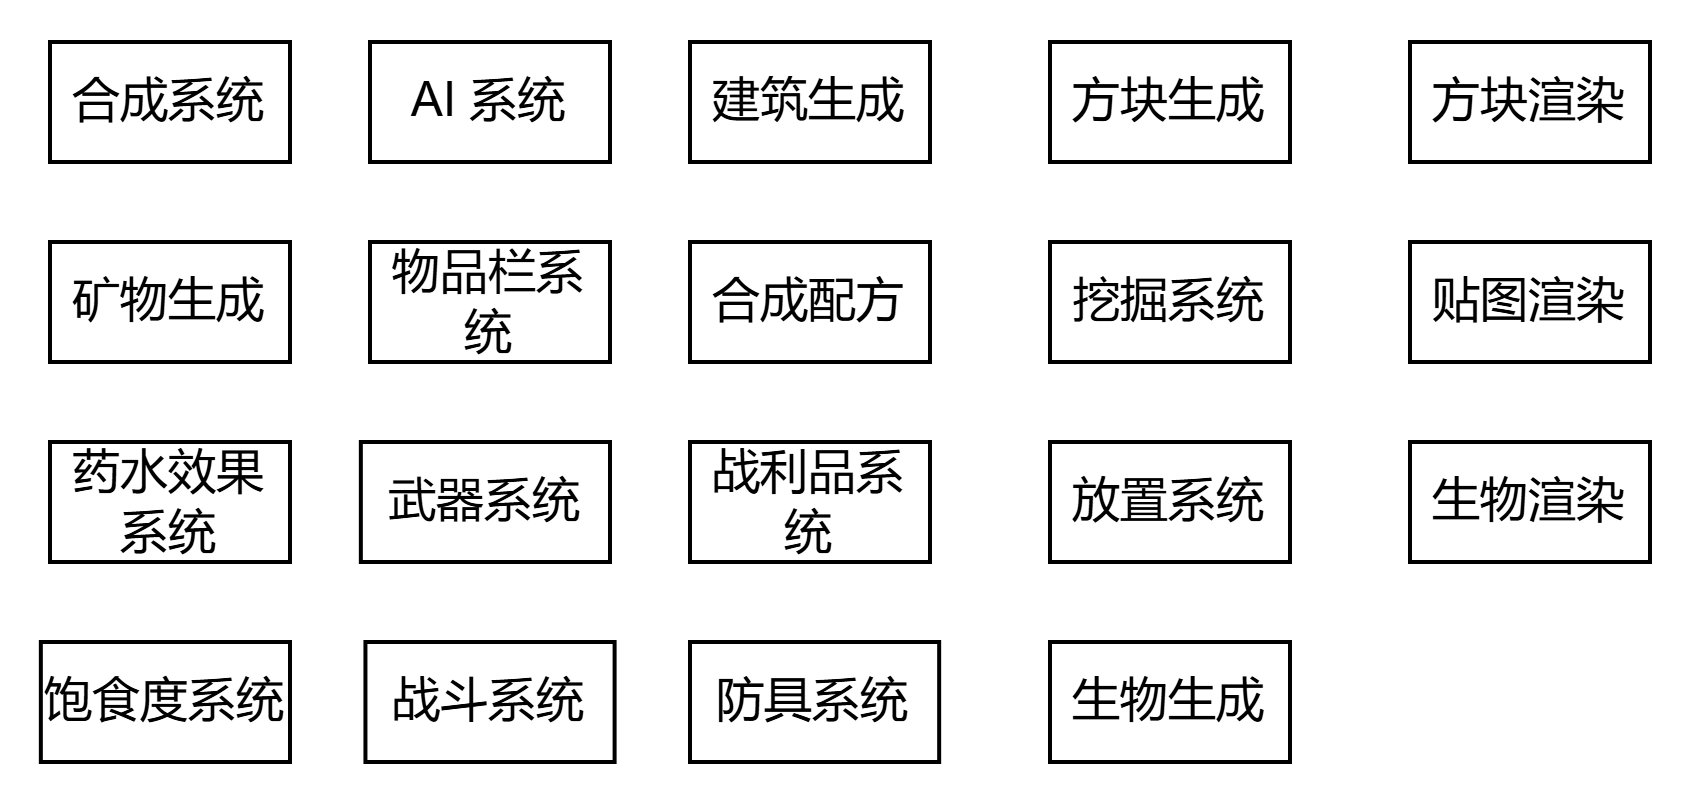 合成系统
AI 系统
建筑生成
方块生成
方块渲染
矿物生成
物品栏系
统
合成配方
挖掘系统
贴图渲染
药水效果
系统
武器系统
战利品系
统
放置系统
生物渲染
饱食度系统
战斗系统
防具系统
生物生成